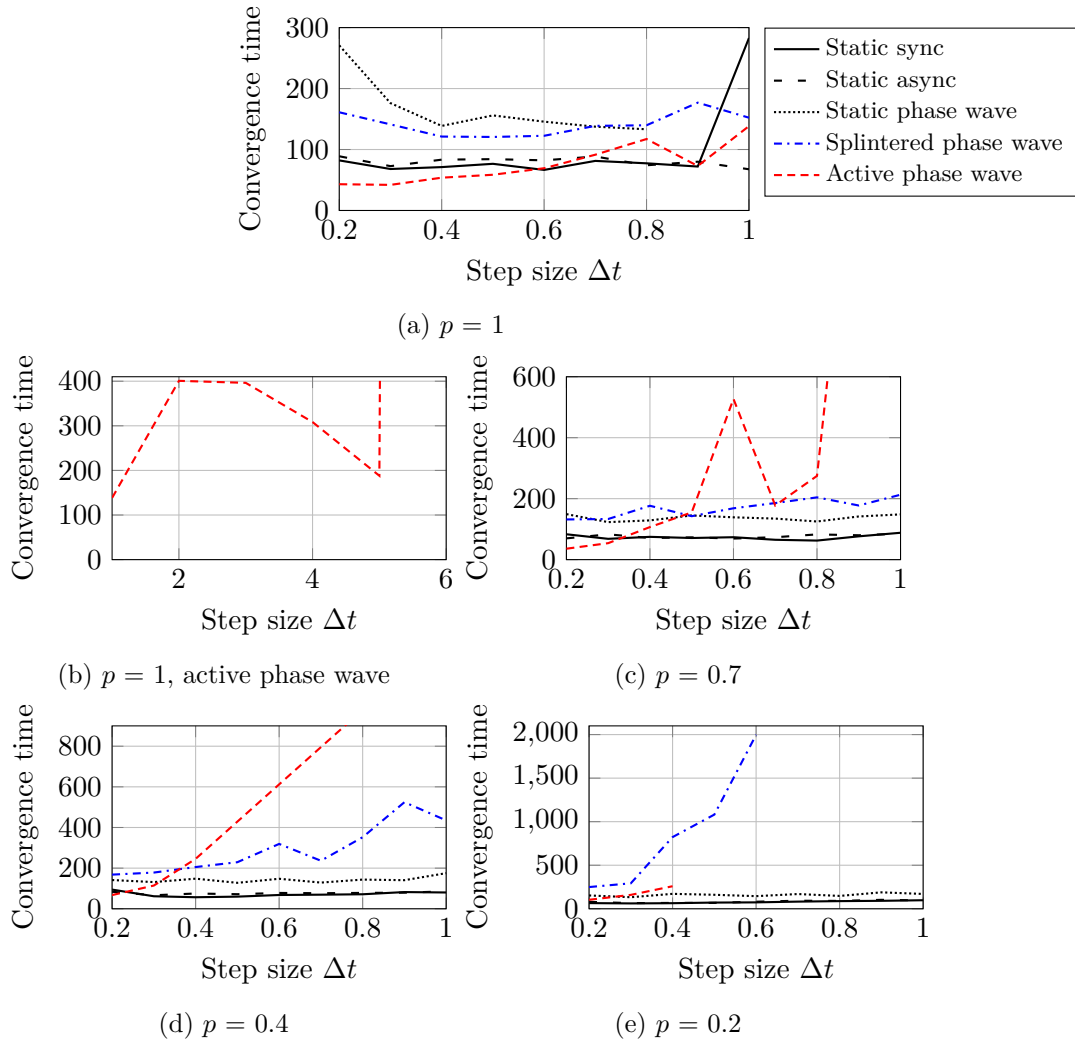 Convergence time
300
200
100
0
0.2 0.4 0.6 0.8 1
Step size Δt
Static sync
Static async
Static phase wave
Splintered phase wave
Active phase wave
(a) p = 1
Convergence time
400
300
200
100
0
2 4 6
Step size Δt
(b) p = 1, active phase wave
Convergence time
600
400
200
0
0.2 0.4 0.6 0.8 1
Step size Δt
(c) p = 0.7
Convergence time
800
600
400
200
0
0.2 0.4 0.6 0.8 1
Step size Δt
(d) p = 0.4
Convergence time
2,000
1,500
1,000
500
0
0.2 0.4 0.6 0.8 1
Step size Δt
(e) p = 0.2